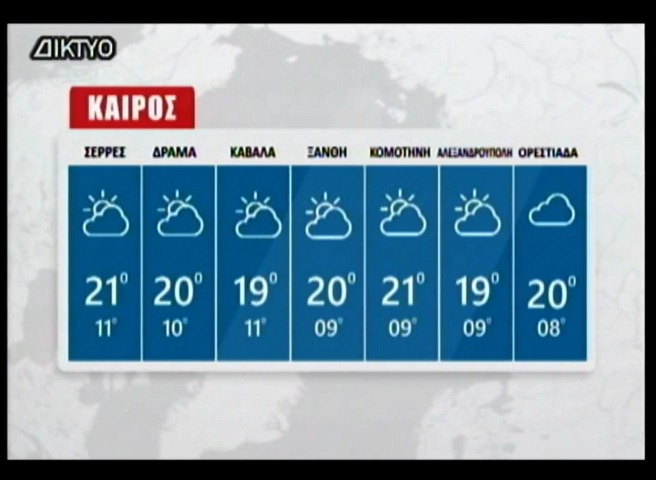 ΔΙΚΤΥΟ
ΚΑΙΡΟΣ
ΣΕΡΡΕΣ ΔΡΑΜΑ ΚΑΒΑΛΑ ΞΑΝΘΗ ΚΟΜΟΤΗΝΗ ΑΛΕΞΑΝΔΡΟΥΠΟΛΗ ΟΡΕΣΤΙΑΔΑ
21° 20° 19° 20° 21° 19° 20°
11° 10° 11° 09° 09° 09° 08°